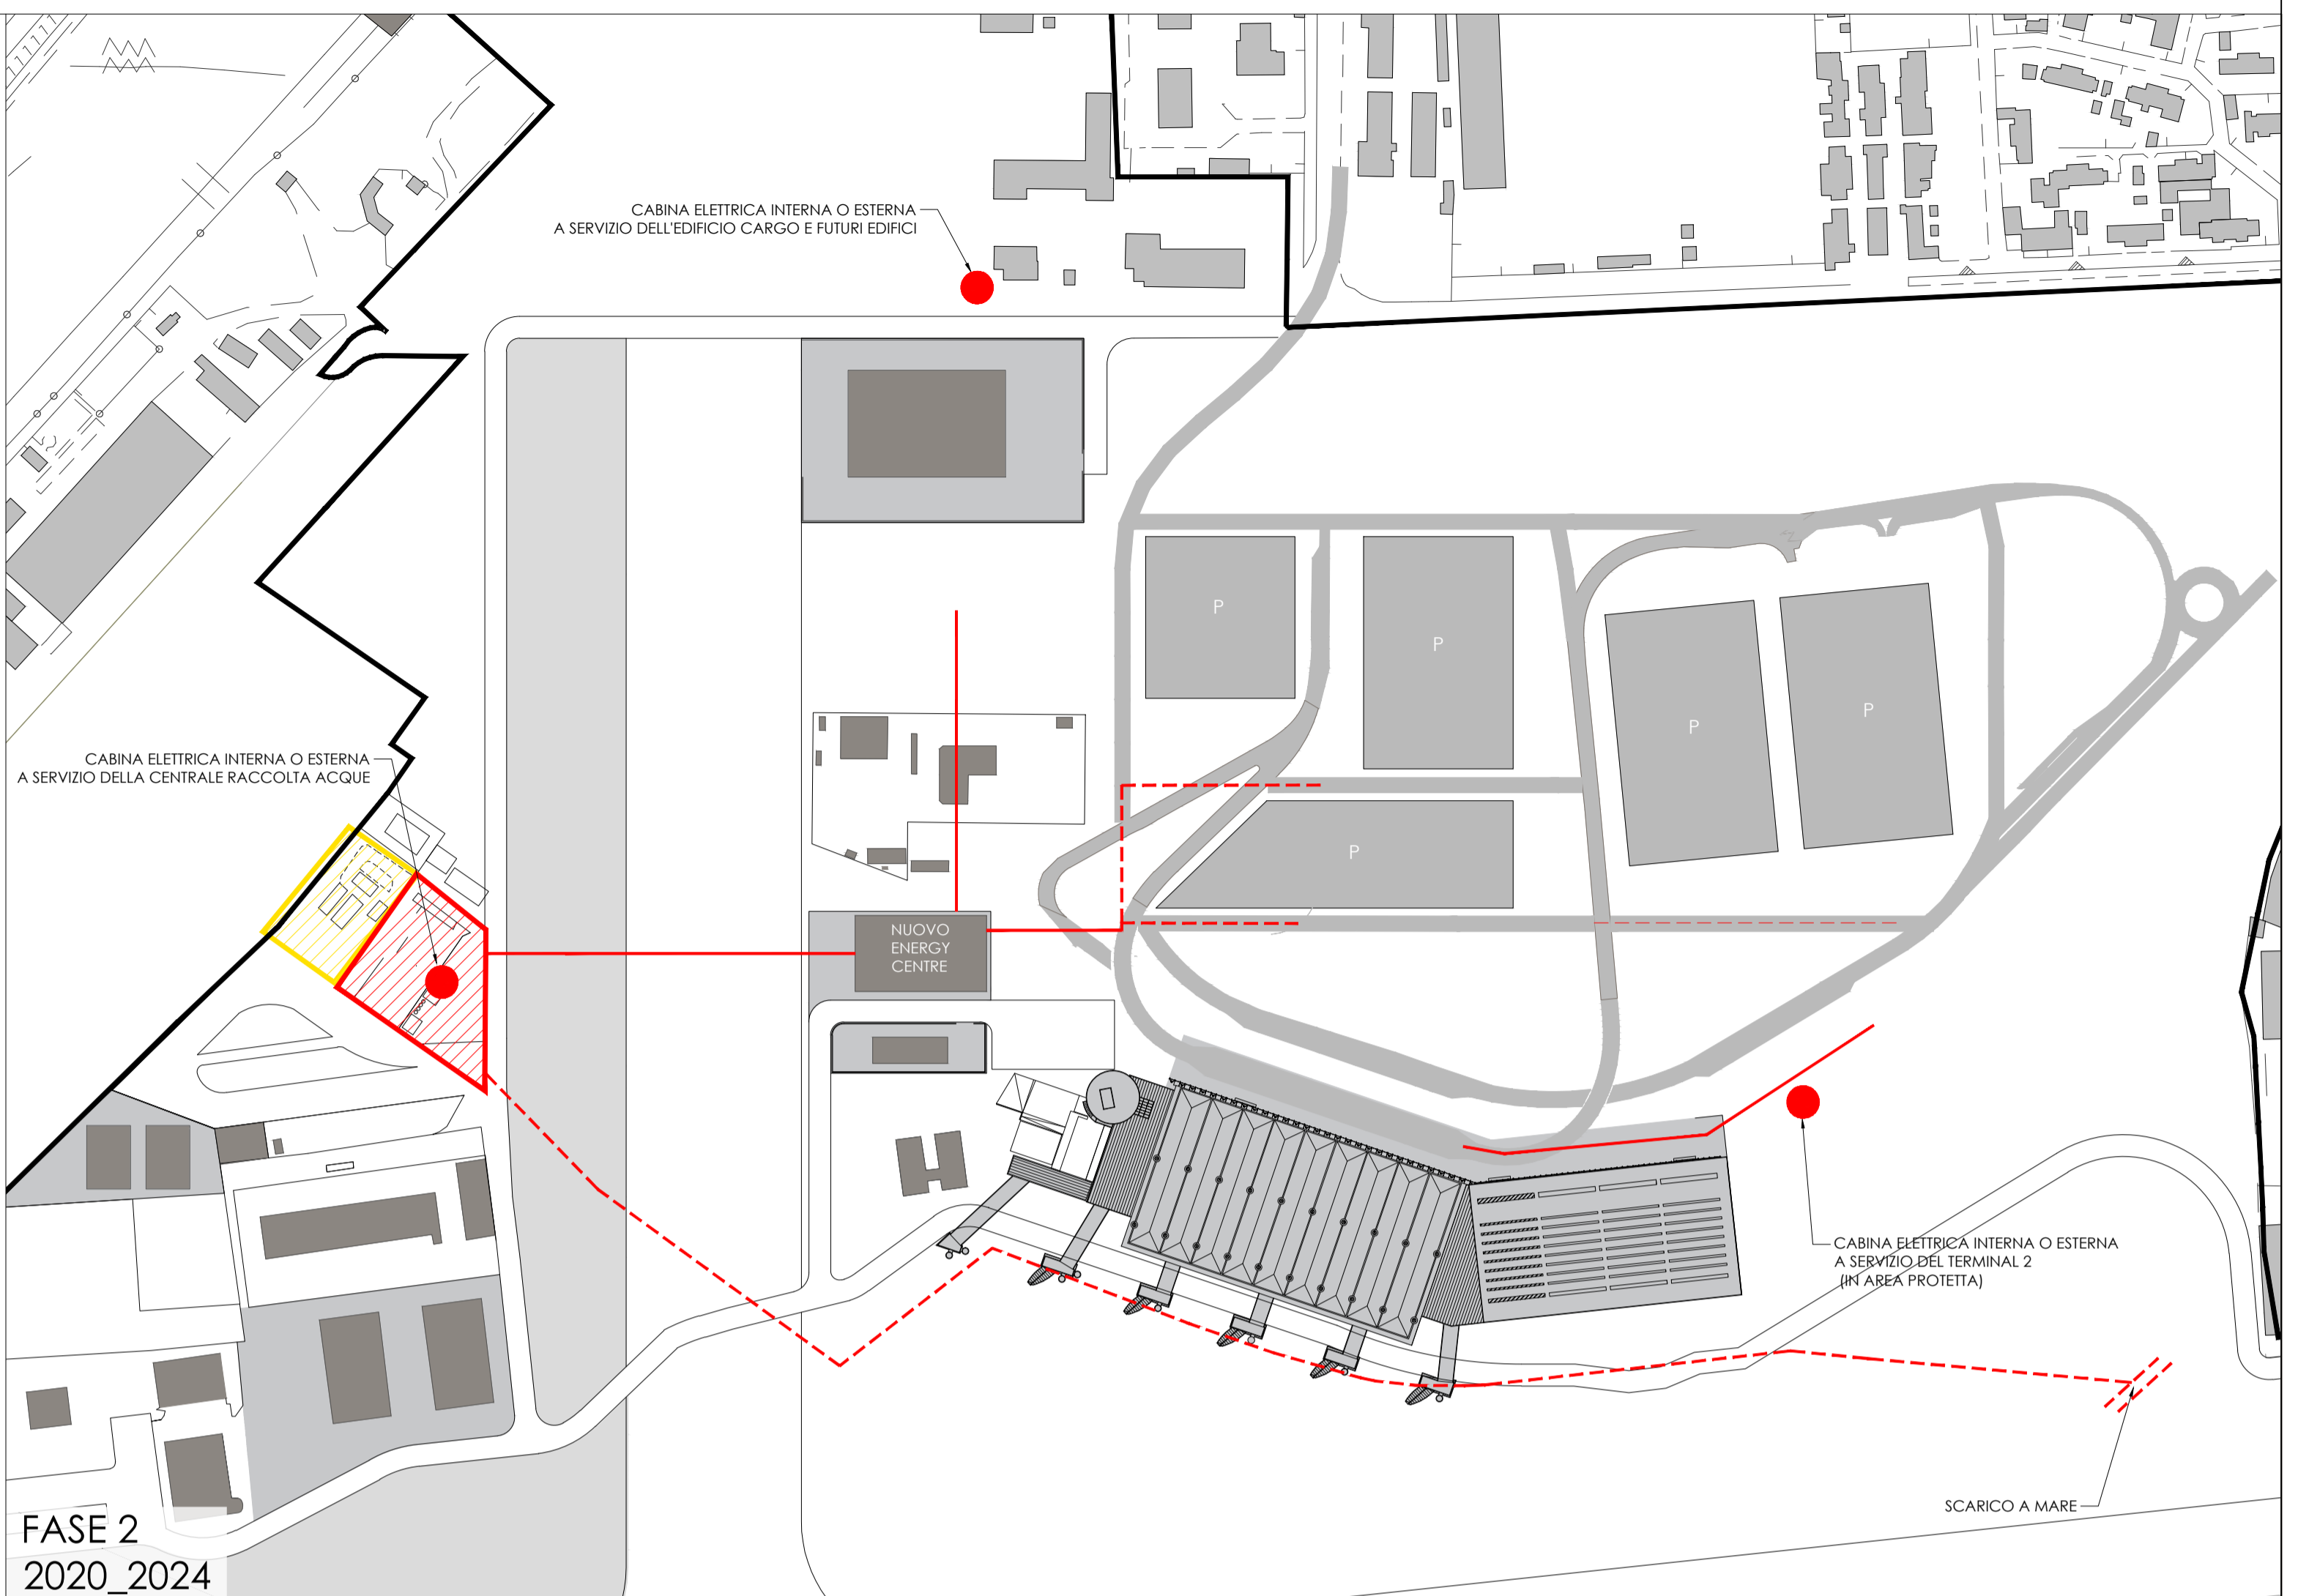 CABINA ELETTRICA INTERNA O ESTERNA
A SERVIZIO DELL'EDIFICIO CARGO E FUTURI EDIFICI
P
P
P
P
CABINA ELETTRICA INTERNA O ESTERNA
A SERVIZIO DELLA CENTRALE RACCOLTA ACQUE
P
NUOVO
ENERGY
CENTRE
CABINA ELETTRICA INTERNA O ESTERNA
A SERVIZIO DEL TERMINAL 2
(IN AREA PROTETTA)
SCARICO A MARE
FASE 2
2020_2024